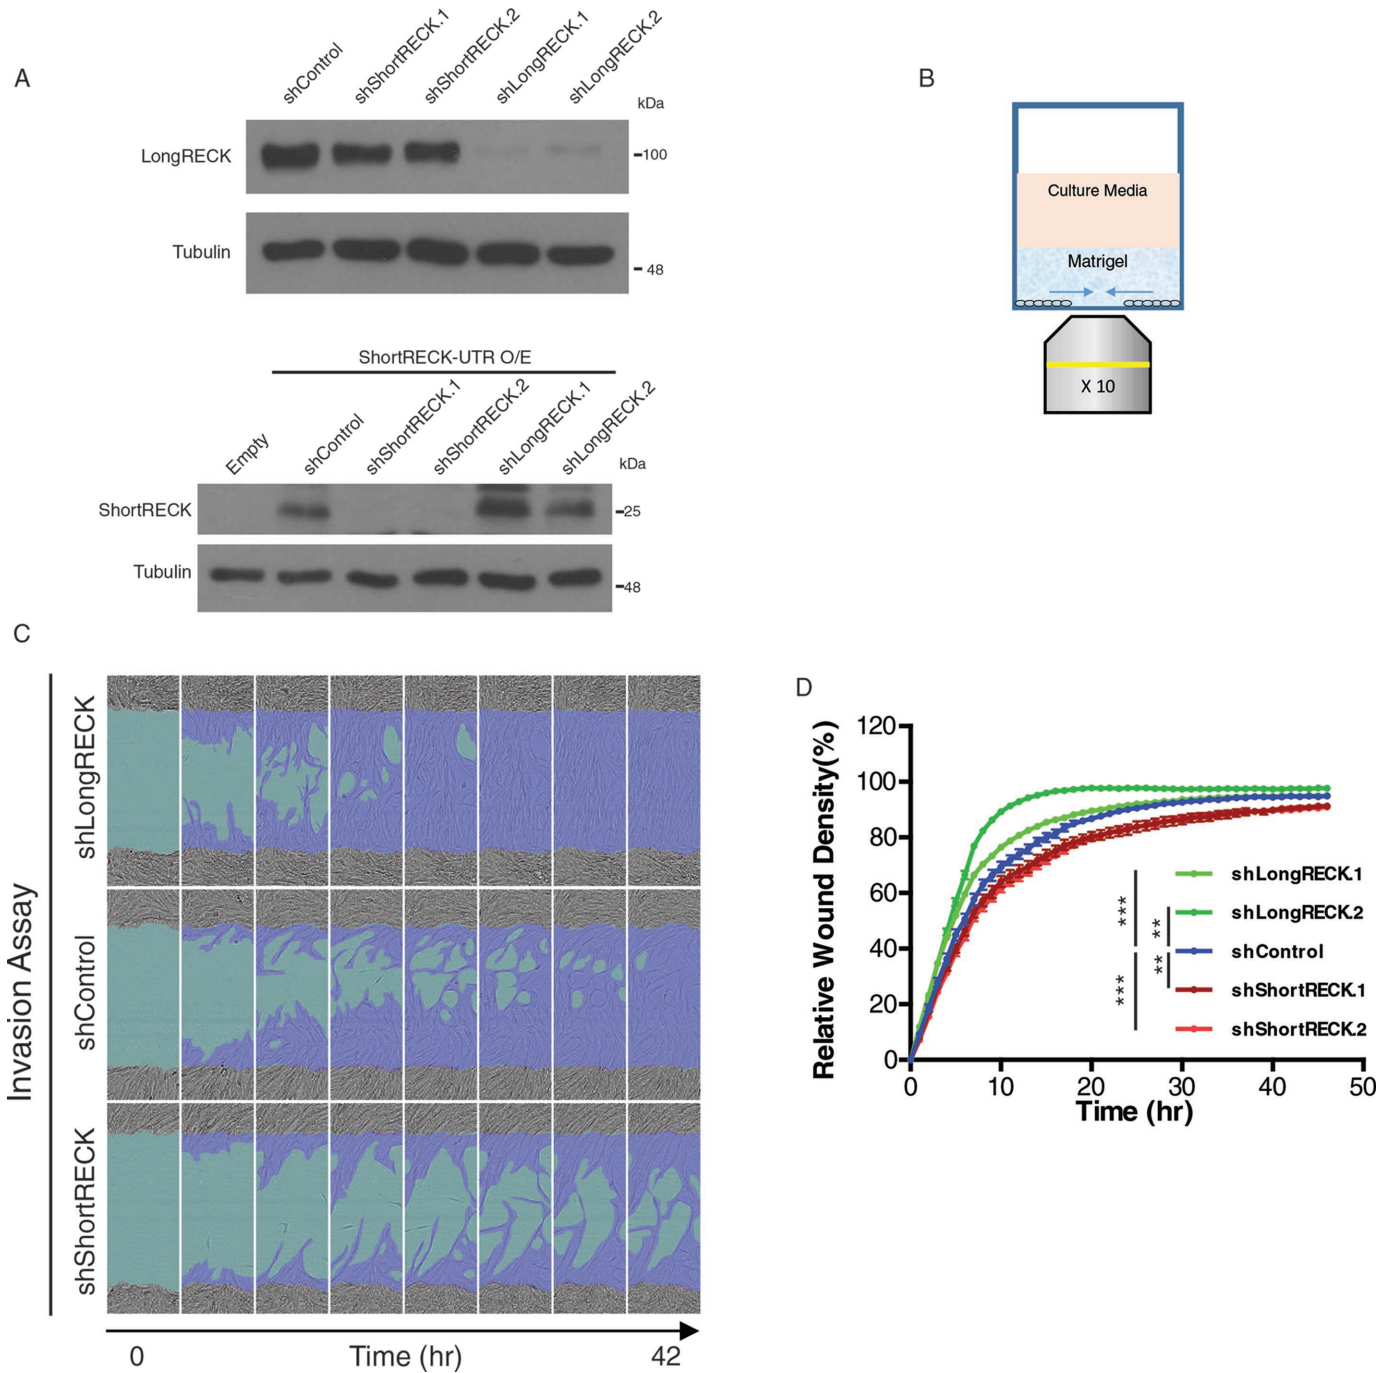 A
shControl
shShortRECK.1
shShortRECK.2
shLongRECK.1
shLongRECK.2
kDa
LongRECK
100
Tubulin
48
ShortRECK-UTR O/E
Empty
shControl
shShortRECK.1
shShortRECK.2
shLongRECK.1
shLongRECK.2
kDa
ShortRECK
25
Tubulin
48
B
Culture Media
Matrigel
X 10
C
Invasion Assay
shLongRECK
shControl
shShortRECK
0
Time (hr)
42
D
Relative Wound Density(%)
120
100
80
60
40
20
0
0
10
20
30
40
50
Time (hr)
***
**
**
***
shLongRECK.1
shLongRECK.2
shControl
shShortRECK.1
shShortRECK.2